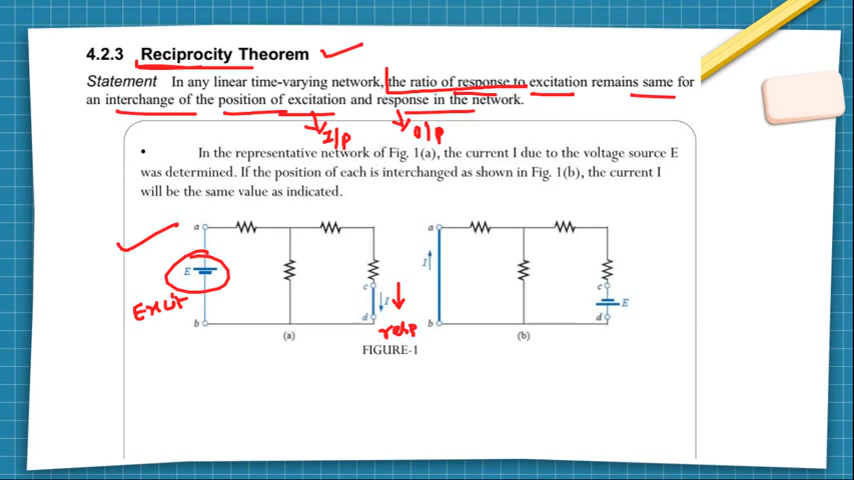 4.2.3 Reciprocity Theorem
Statement In any linear time-varying network, the ratio of response to excitation remains same for
an interchange of the position of excitation and response in the network.
I/p O/p
• In the representative network of Fig. 1(a), the current I due to the voltage source E
was determined. If the position of each is interchanged as shown in Fig. 1(b), the current I
will be the same value as indicated.
a
E
b
Excit
c
I
d
resp
(a)
a
I
b
c
E
d
(b)
FIGURE-1